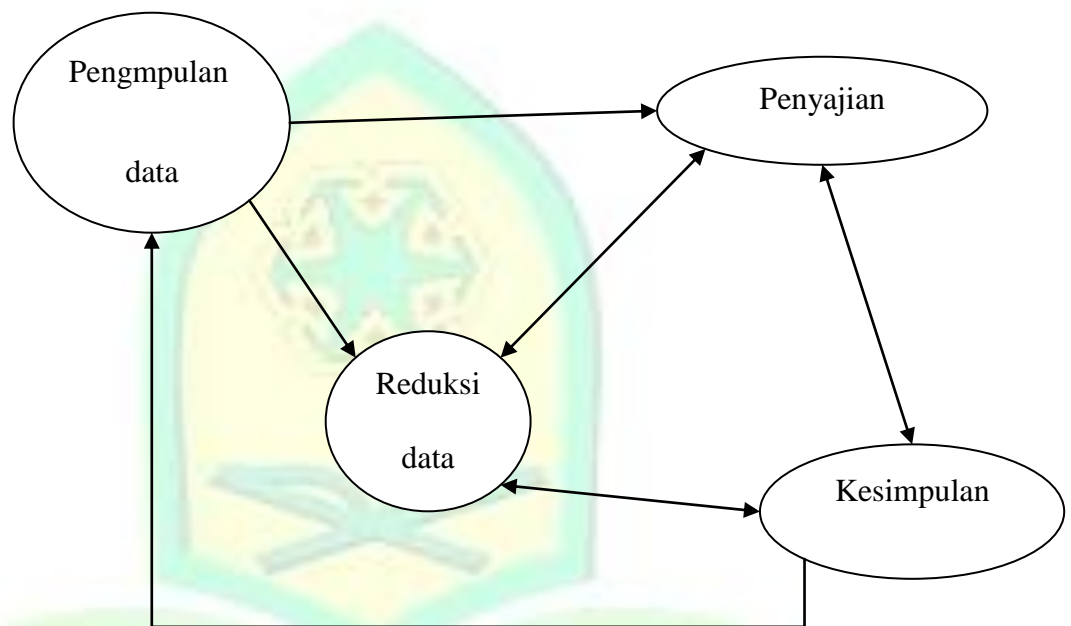 Pengmpulan
data
Penyajian
Reduksi
data
Kesimpulan